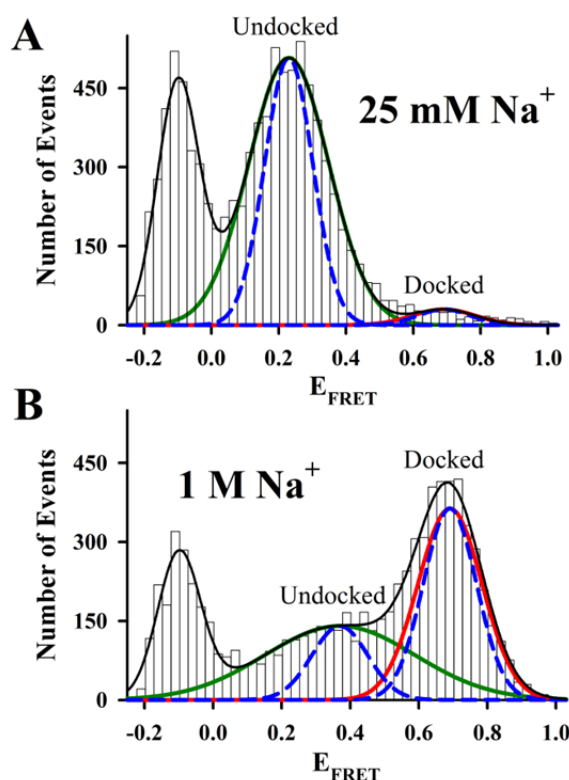 A
Undocked
25 mM Na⁺
Docked
Number of Events
450
300
150
0
-0.2 0.0 0.2 0.4 0.6 0.8 1.0
E_FRET
B
1 M Na⁺
Docked
Undocked
Number of Events
450
300
150
0
-0.2 0.0 0.2 0.4 0.6 0.8 1.0
E_FRET